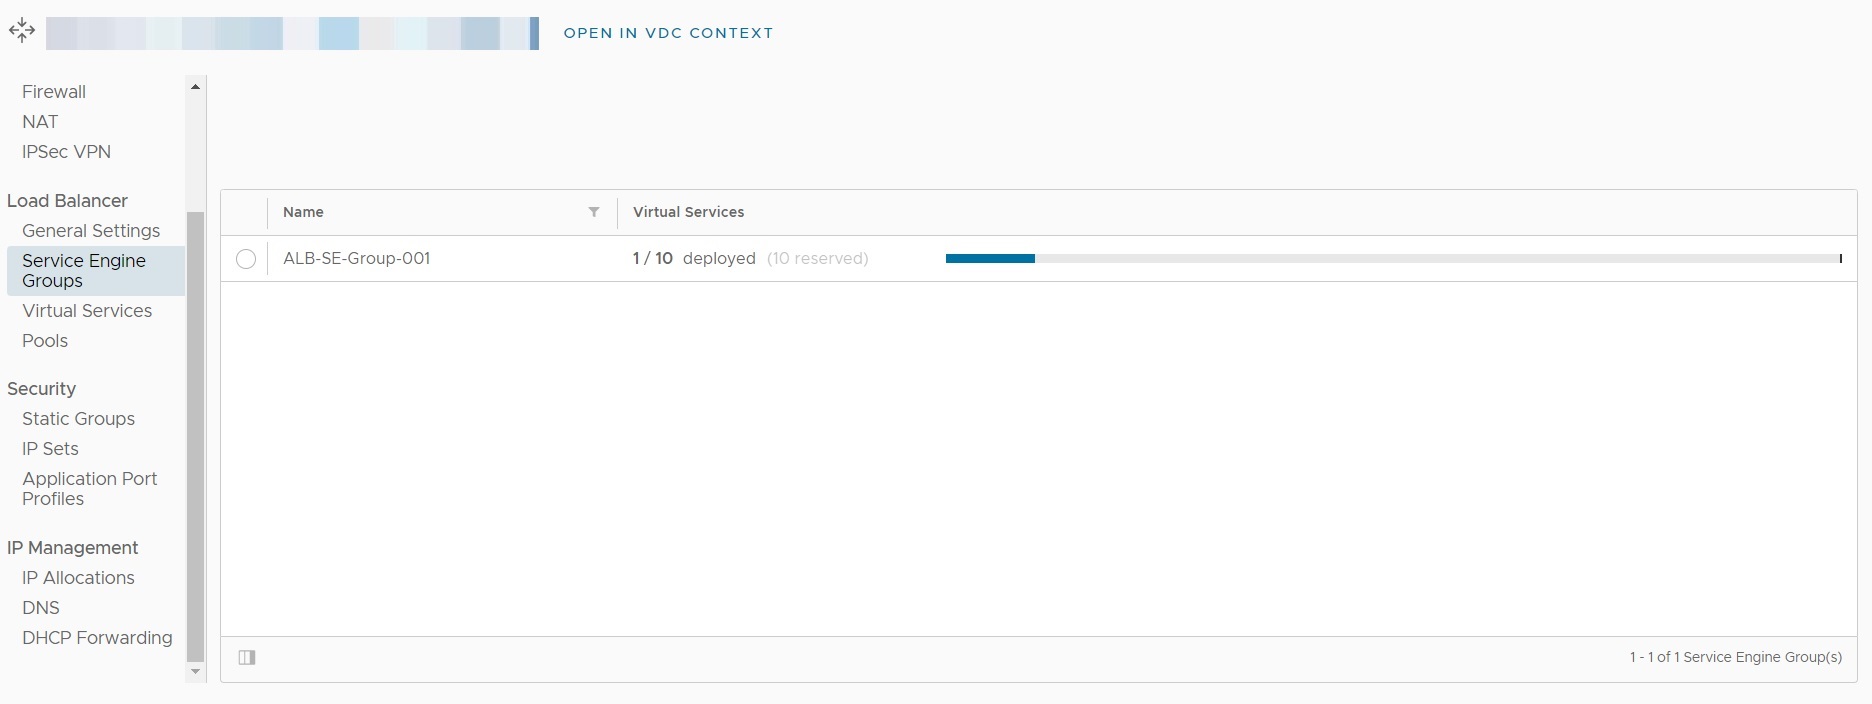 OPEN IN VDC CONTEXT
Firewall
NAT
IPSec VPN
Load Balancer
General Settings
Service Engine
Groups
Virtual Services
Pools
Security
Static Groups
IP Sets
Application Port
Profiles
IP Management
IP Allocations
DNS
DHCP Forwarding
Name Virtual Services
ALB-SE-Group-001 1 / 10 deployed (10 reserved)
1 - 1 of 1 Service Engine Group(s)